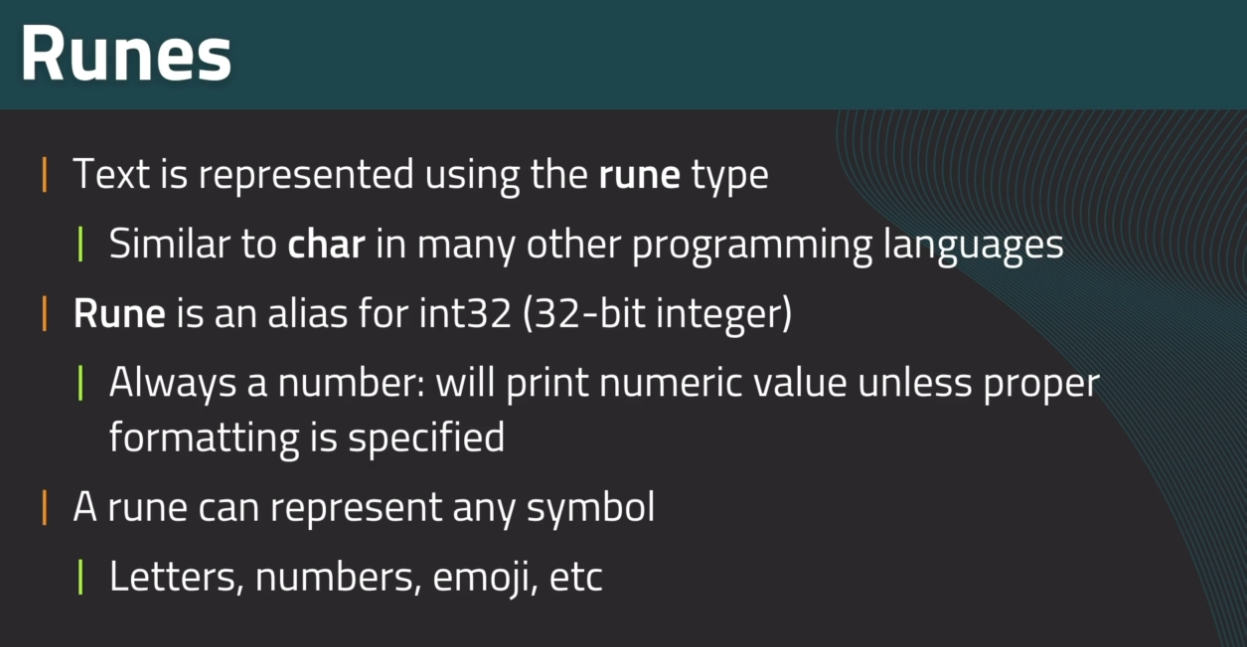 Runes
Text is represented using the rune type
Similar to char in many other programming languages
Rune is an alias for int32 (32-bit integer)
Always a number: will print numeric value unless proper
formatting is specified
A rune can represent any symbol
Letters, numbers, emoji, etc